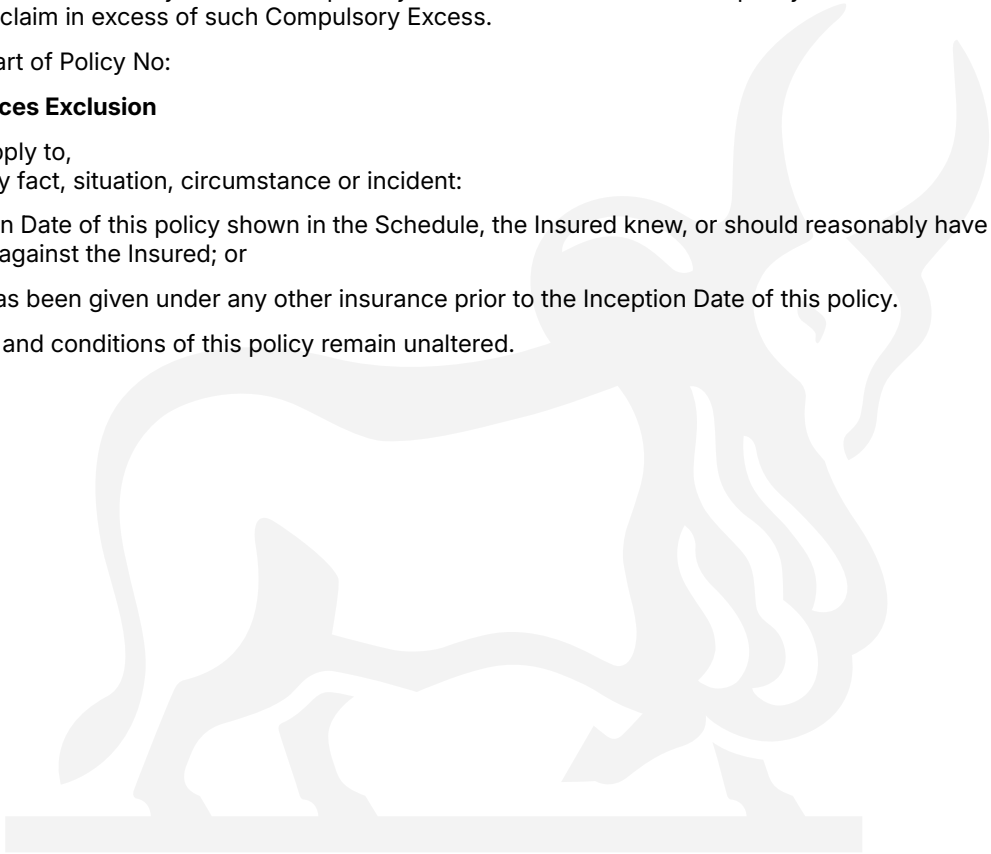 claim in excess of such Compulsory Excess.
art of Policy No:
ces Exclusion
pply to,
y fact, situation, circumstance or incident:
n Date of this policy shown in the Schedule, the Insured knew, or should reasonably have
against the Insured; or
as been given under any other insurance prior to the Inception Date of this policy.
and conditions of this policy remain unaltered.